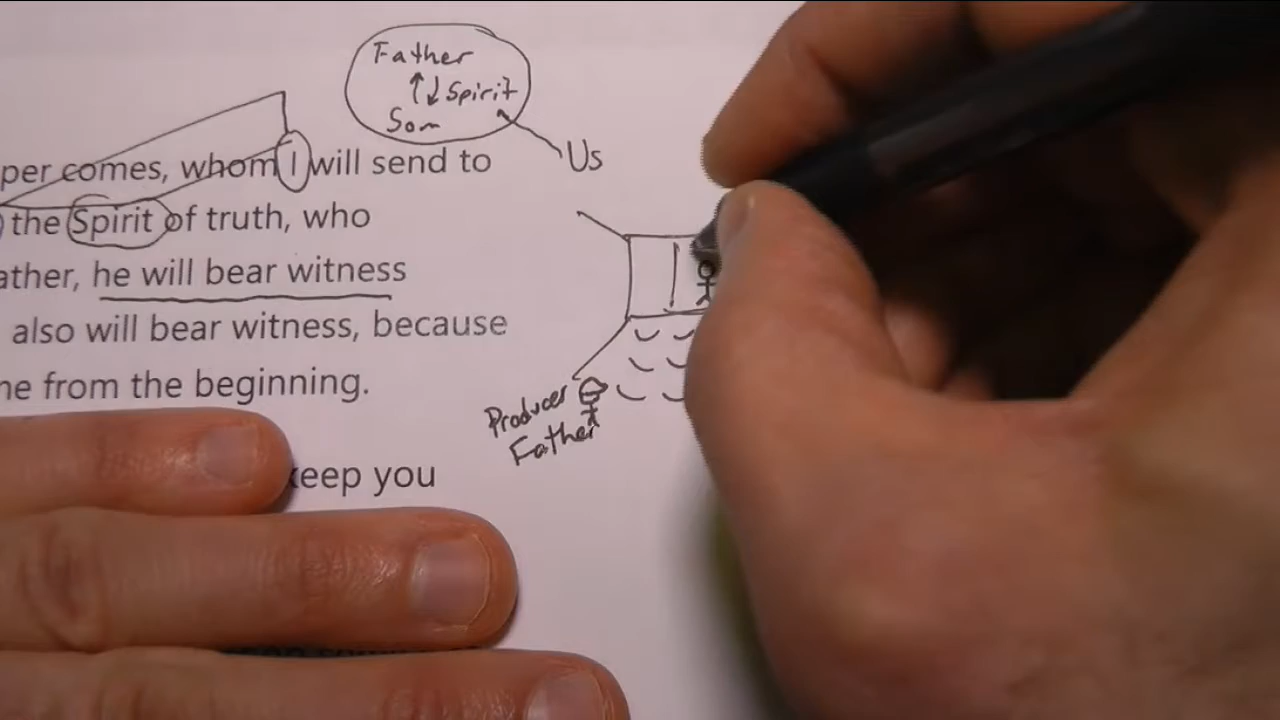 Father
Spirit
Son
Us
per comes, whom I will send to
the Spirit of truth, who
ather, he will bear witness
also will bear witness, because
ne from the beginning.
Producer
Father
keep you